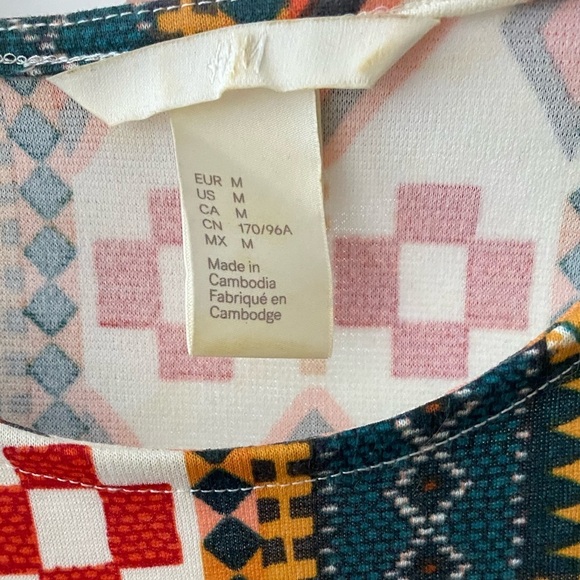 EUR M
US M
CA M
CN 170/96A
MX M
Made in
Cambodia
Fabriqué en
Cambodge